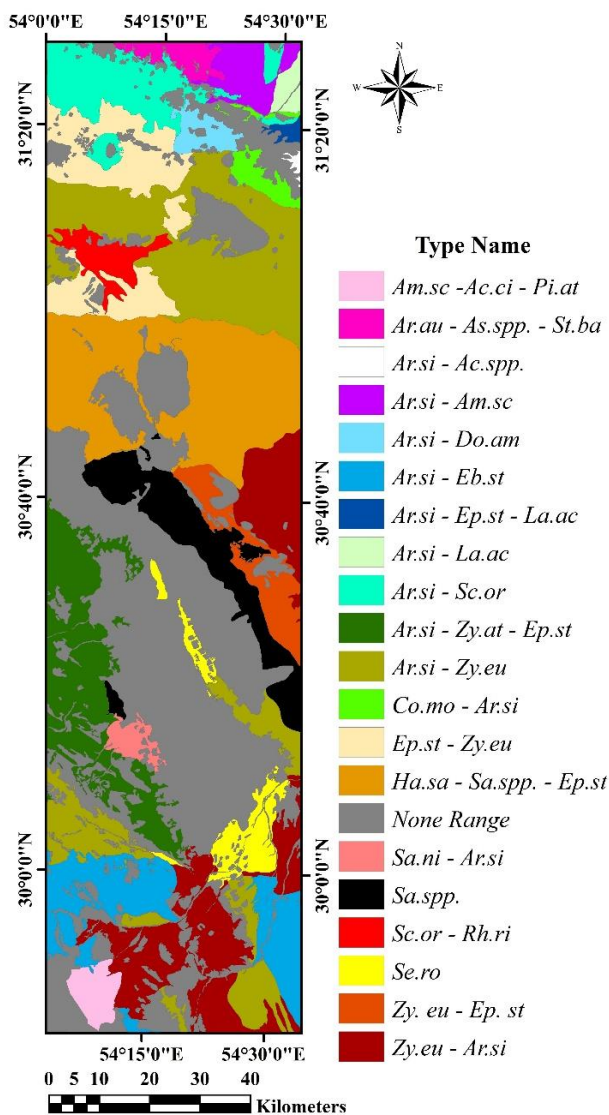 54°0'0"E 54°15'0"E 54°30'0"E
N
W E
S
31°20'0"N 31°20'0"N
Type Name
Am.sc -Ac.ci - Pi.at
Ar.au - As.spp. - St.ba
Ar.si - Ac.spp.
Ar.si - Am.sc
Ar.si - Do.am
Ar.si - Eb.st
30°40'0"N 30°40'0"N
Ar.si - Ep.st - La.ac
Ar.si - La.ac
Ar.si - Sc.or
Ar.si - Zy.at - Ep.st
Ar.si - Zy.eu
Co.mo - Ar.si
Ep.st - Zy.eu
Ha.sa - Sa.spp. - Ep.st
None Range
Sa.ni - Ar.si
30°0'0"N 30°0'0"N
Sa.spp.
Sc.or - Rh.ri
Se.ro
Zy. eu - Ep. st
Zy.eu - Ar.si
54°15'0"E 54°30'0"E
0 5 10 20 30 40
Kilometers